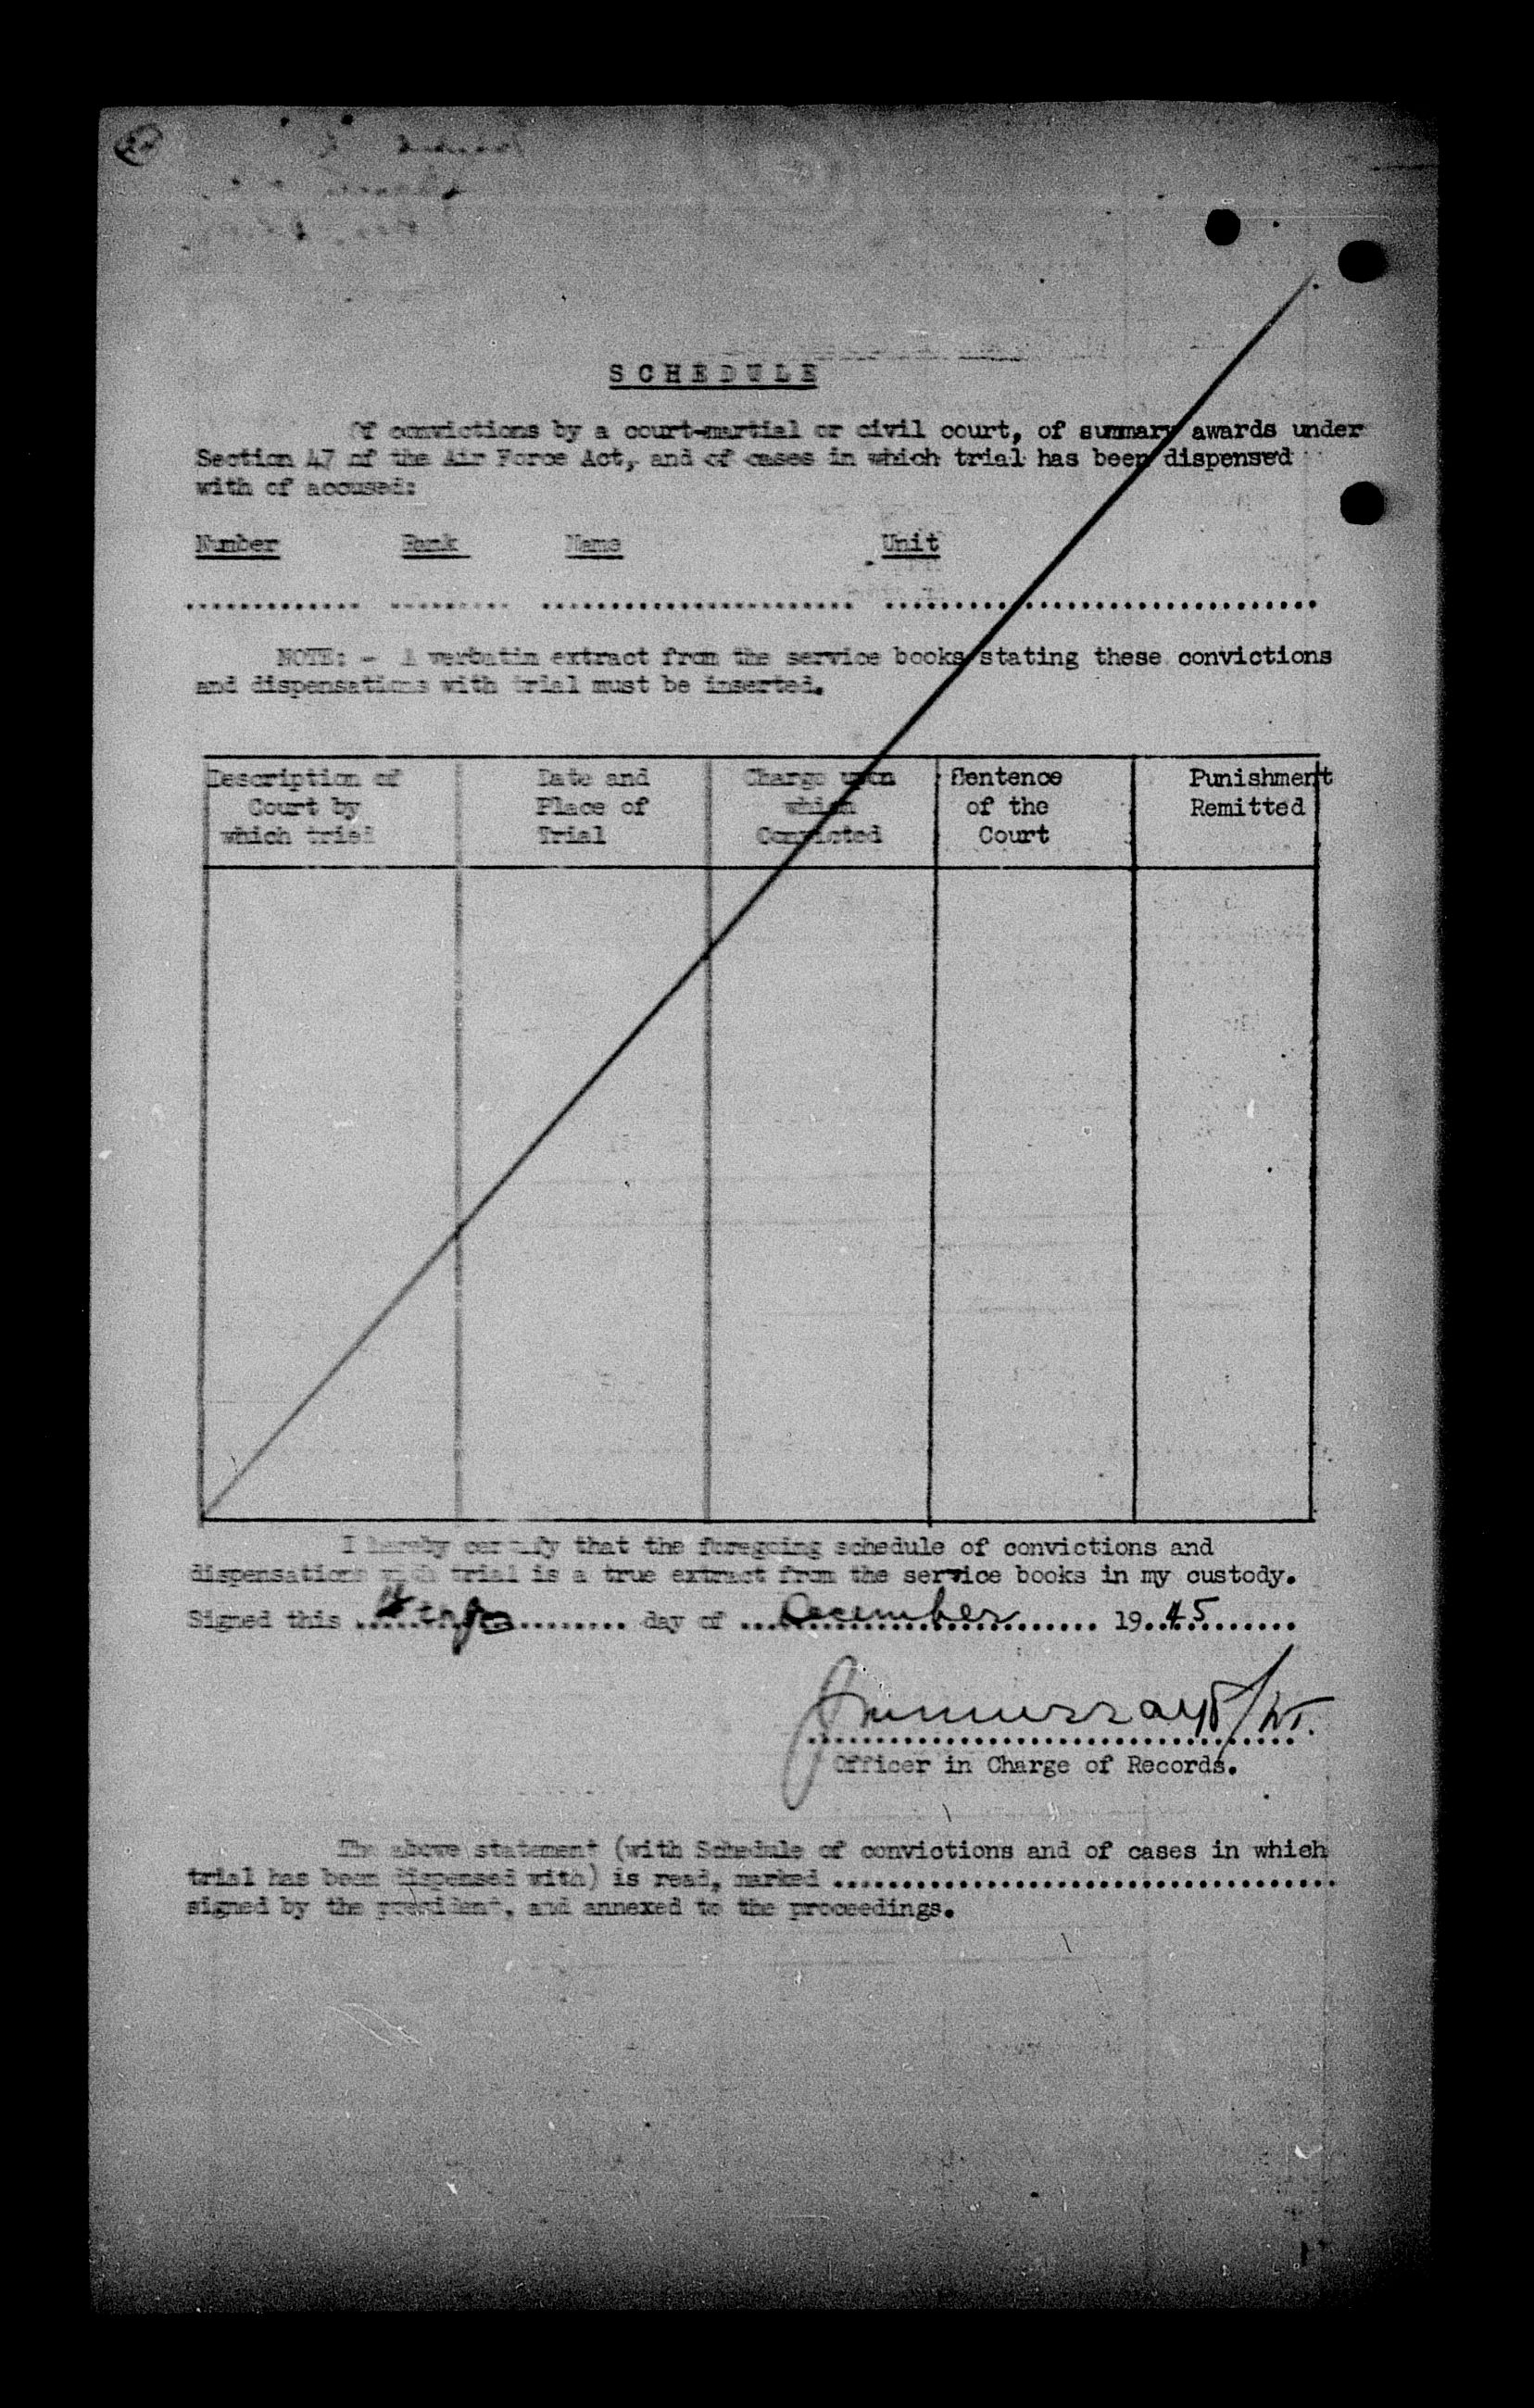 SCHEDULE
Of convictions by a court-martial or civil court, of summary awards under
Section 47 of the Air Force Act, and of cases in which trial has been dispensed
with of accused:
Number Rank Name Unit
NOTE: - A verbatim extract from the service books stating these convictions
and dispensations with trial must be inserted.
Description of Court by which tried
Date and Place of Trial
Charge upon which Convicted
Sentence of the Court
Punishment Remitted
I hereby certify that the foregoing schedule of convictions and
dispensations with trial is a true extract from the service books in my custody.
Signed this day of December 1945
Officer in Charge of Records.
The above statement (with Schedule of convictions and of cases in which
trial has been dispensed with) is read, marked
signed by the president, and annexed to the proceedings.